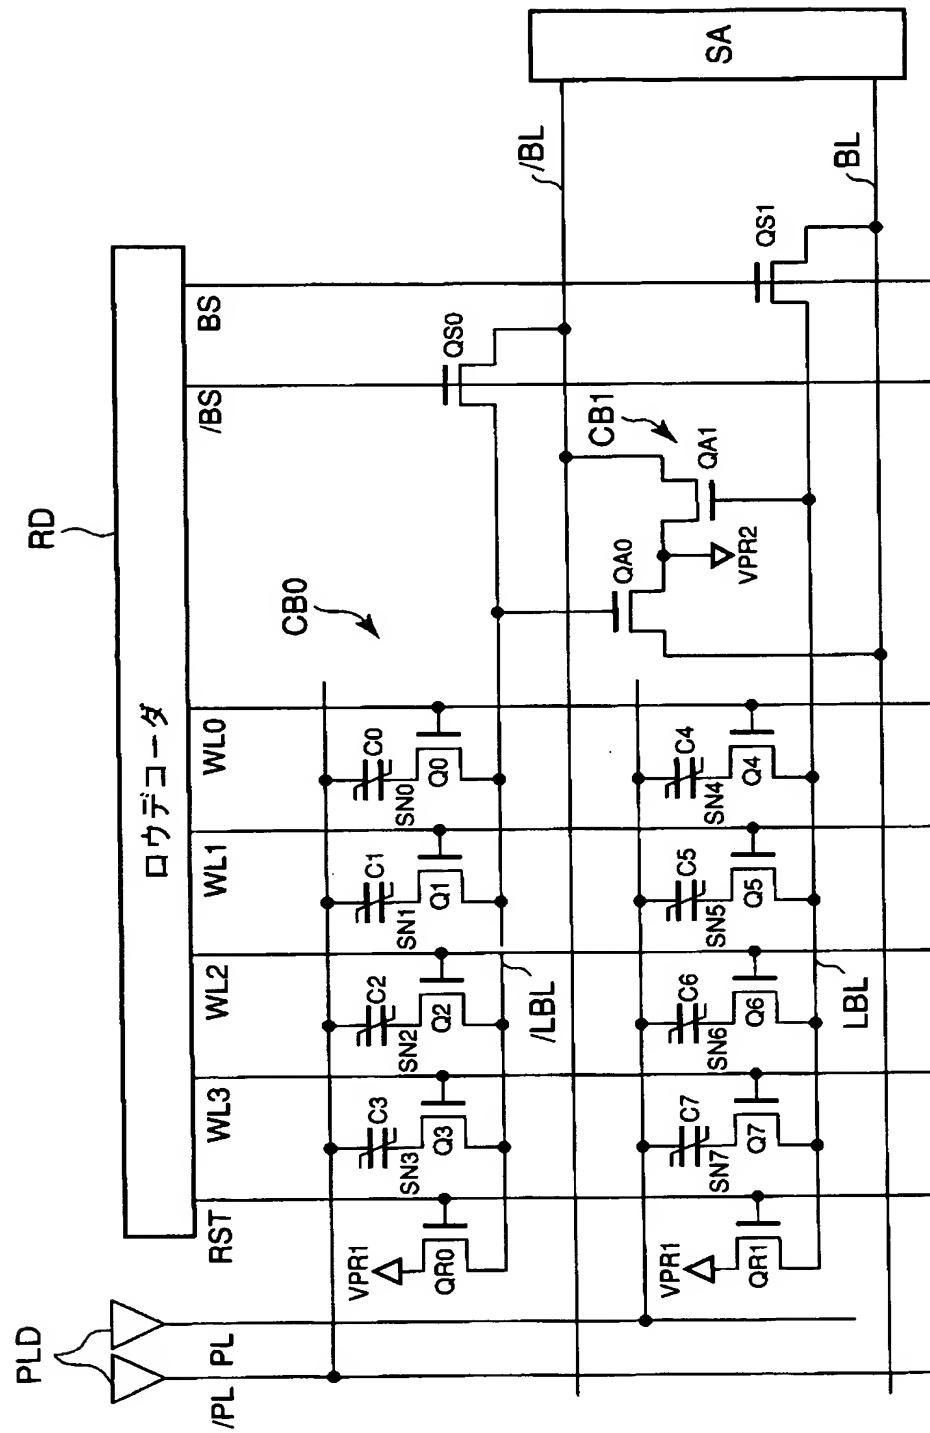 PLD
/PL
PL
RD
ロウデコーダ
RST
WL3
WL2
WL1
WL0
/BS
BS
CB0
VPR1
QR0
C3
SN3
Q3
C2
SN2
Q2
C1
SN1
Q1
C0
SN0
Q0
/LBL
QS0
/BL
SA
BL
CB1
QA0
QA1
VPR2
QS1
VPR1
QR1
C7
SN7
Q7
C6
SN6
Q6
C5
SN5
Q5
C4
SN4
Q4
LBL